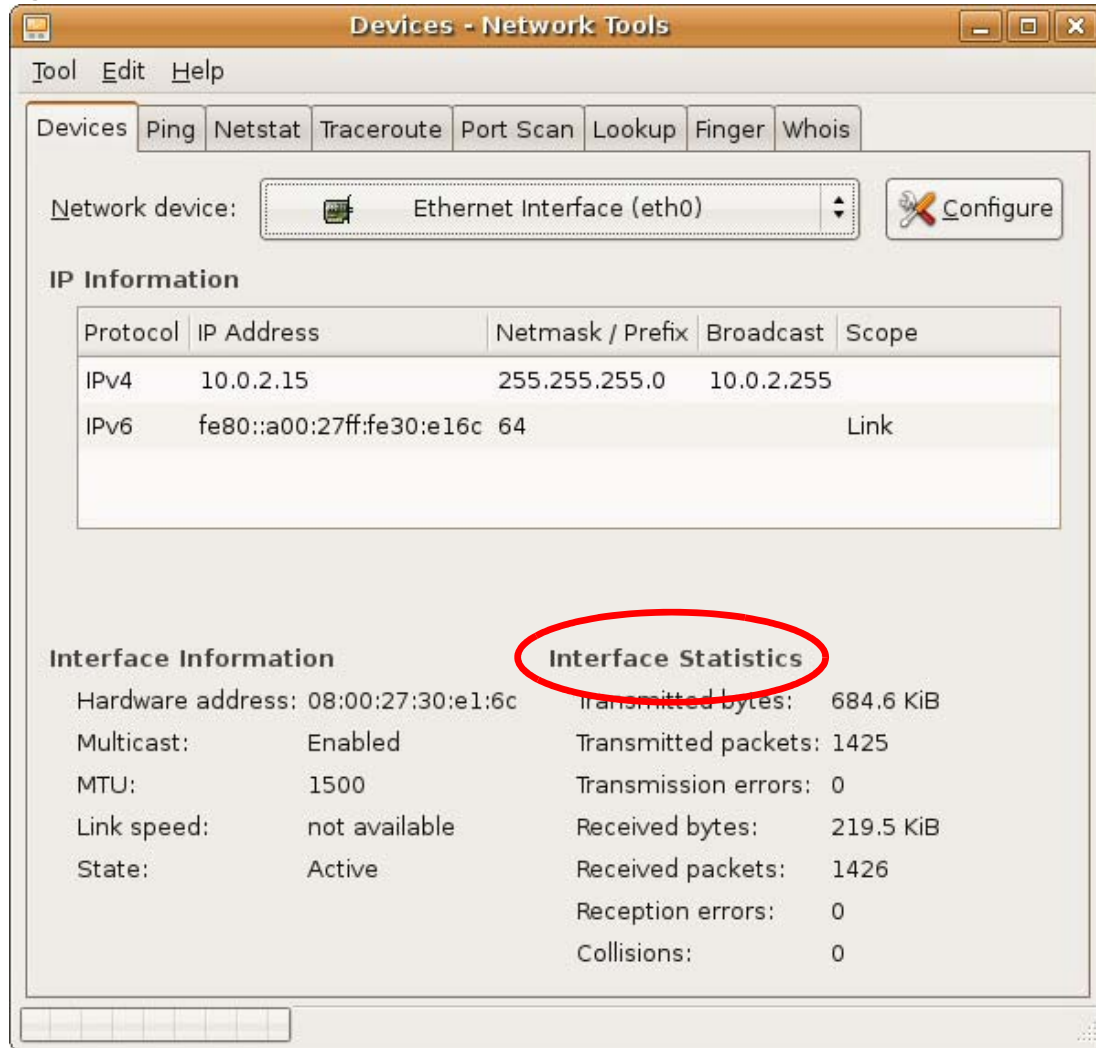 Devices - Network Tools
Tool Edit Help
Devices Ping Netstat Traceroute Port Scan Lookup Finger Whois
Network device: Ethernet Interface (eth0) Configure
IP Information
Protocol IP Address Netmask / Prefix Broadcast Scope
IPv4 10.0.2.15 255.255.255.0 10.0.2.255
IPv6 fe80::a00:27ff:fe30:e16c 64 Link
Interface Information
Hardware address: 08:00:27:30:e1:6c
Multicast: Enabled
MTU: 1500
Link speed: not available
State: Active
Interface Statistics
Transmitted bytes: 684.6 KiB
Transmitted packets: 1425
Transmission errors: 0
Received bytes: 219.5 KiB
Received packets: 1426
Reception errors: 0
Collisions: 0